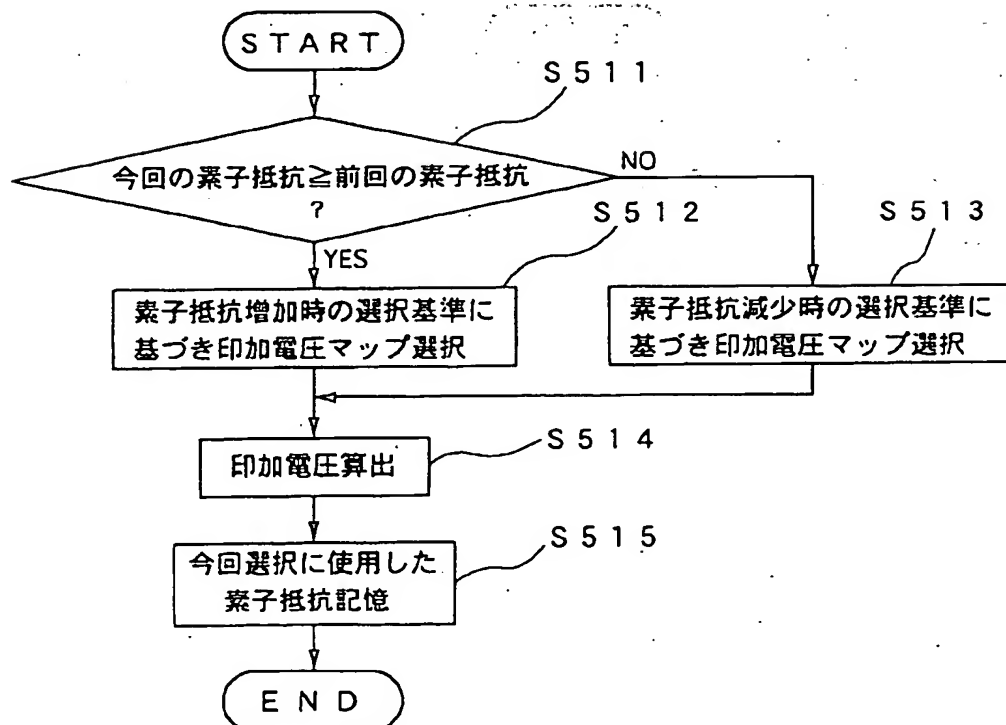 ＳＴＡＲＴ
Ｓ５１１
今回の素子抵抗≧前回の素子抵抗
？
NO
YES
Ｓ５１２
Ｓ５１３
素子抵抗増加時の選択基準に
基づき印加電圧マップ選択
素子抵抗減少時の選択基準に
基づき印加電圧マップ選択
Ｓ５１４
印加電圧算出
Ｓ５１５
今回選択に使用した
素子抵抗記憶
ＥＮＤ